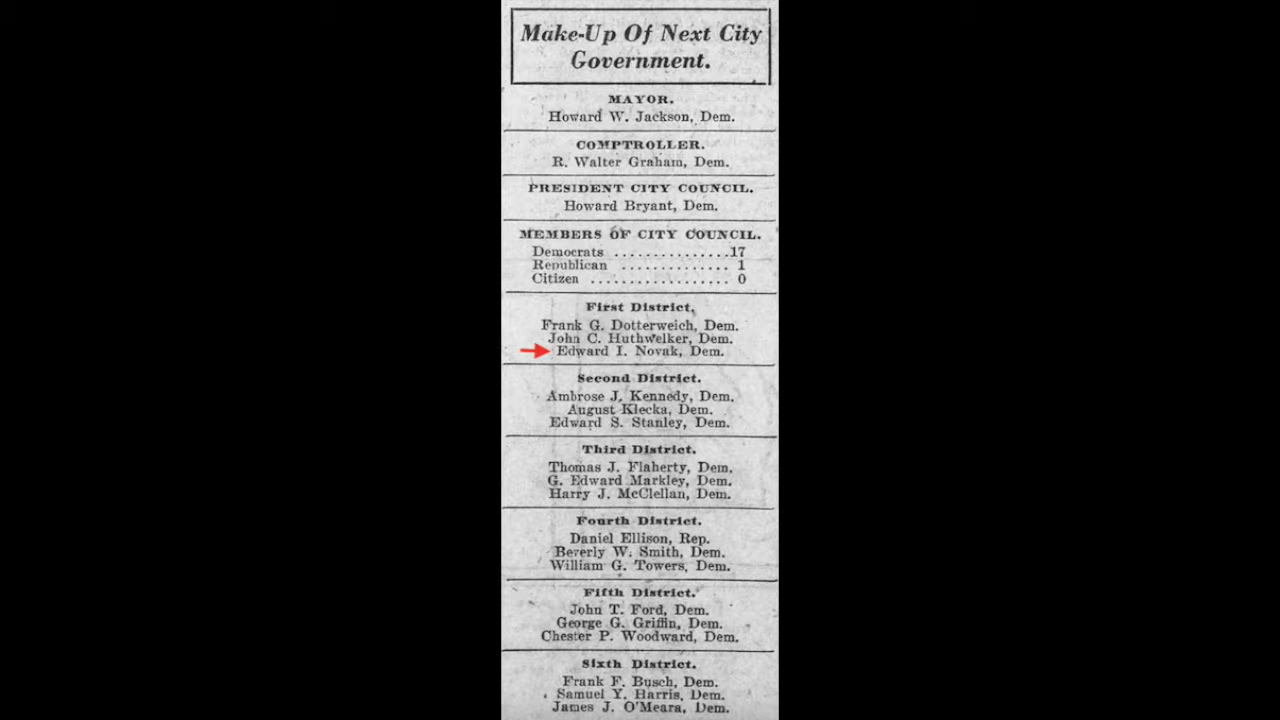 Make-Up Of Next City
Government.
MAYOR.
Howard W. Jackson, Dem.
COMPTROLLER.
R. Walter Graham, Dem.
PRESIDENT CITY COUNCIL.
Howard Bryant, Dem.
MEMBERS OF CITY COUNCIL.
Democrats ...............17
Republican .............. 1
Citizen .................. 0
First District.
Frank G. Dotterweich, Dem.
John C. Huthwelker, Dem.
Edward I. Novak, Dem.
Second District.
Ambrose J. Kennedy, Dem.
August Klecka, Dem.
Edward S. Stanley, Dem.
Third District.
Thomas J. Flaherty, Dem.
G. Edward Markley, Dem.
Harry J. McClellan, Dem.
Fourth District.
Daniel Ellison, Rep.
Beverly W. Smith, Dem.
William G. Towers, Dem.
Fifth District.
John T. Ford, Dem.
George G. Griffin, Dem.
Chester P. Woodward, Dem.
Sixth District.
Frank F. Busch, Dem.
Samuel Y. Harris, Dem.
James J. O'Meara, Dem.